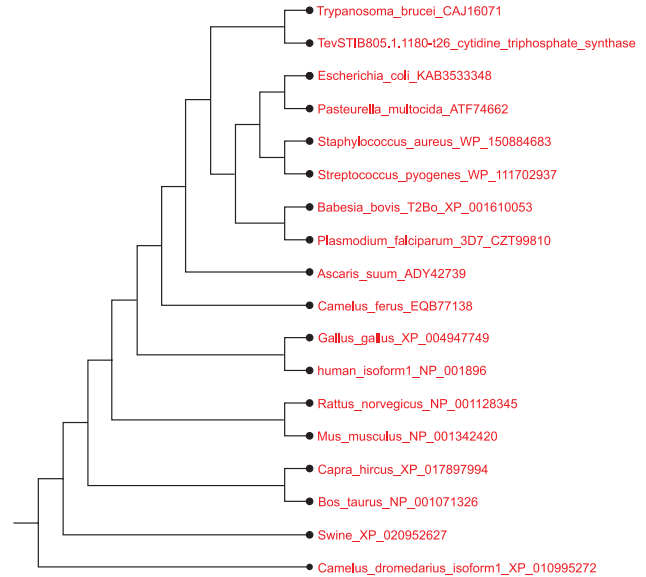 Trypanosoma_brucei_CAJ16071
TevSTIB805.1.1180-t26_cytidine_triphosphate_synthase
Escherichia_coli_KAB3533348
Pasteurella_multocida_ATF74662
Staphylococcus_aureus_WP_150884683
Streptococcus_pyogenes_WP_111702937
Babesia_bovis_T2Bo_XP_001610053
Plasmodium_falciparum_3D7_CZT99810
Ascaris_suum_ADY42739
Camelus_ferus_EQB77138
Gallus_gallus_XP_004947749
human_isoform1_NP_001896
Rattus_norvegicus_NP_001128345
Mus_musculus_NP_001342420
Capra_hircus_XP_017897994
Bos_taurus_NP_001071326
Swine_XP_020952627
Camelus_dromedarius_isoform1_XP_010995272